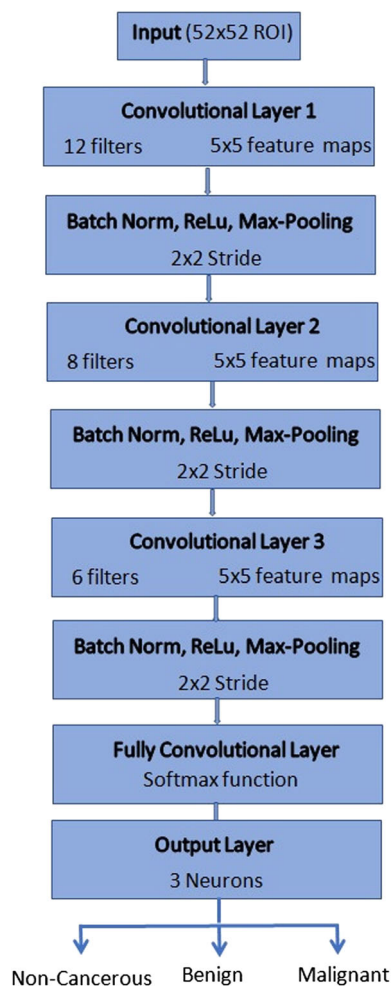 Input (52x52 ROI)
Convolutional Layer 1
12 filters 5x5 feature maps
Batch Norm, ReLu, Max-Pooling
2x2 Stride
Convolutional Layer 2
8 filters 5x5 feature maps
Batch Norm, ReLu, Max-Pooling
2x2 Stride
Convolutional Layer 3
6 filters 5x5 feature maps
Batch Norm, ReLu, Max-Pooling
2x2 Stride
Fully Convolutional Layer
Softmax function
Output Layer
3 Neurons
Non-Cancerous Benign Malignant